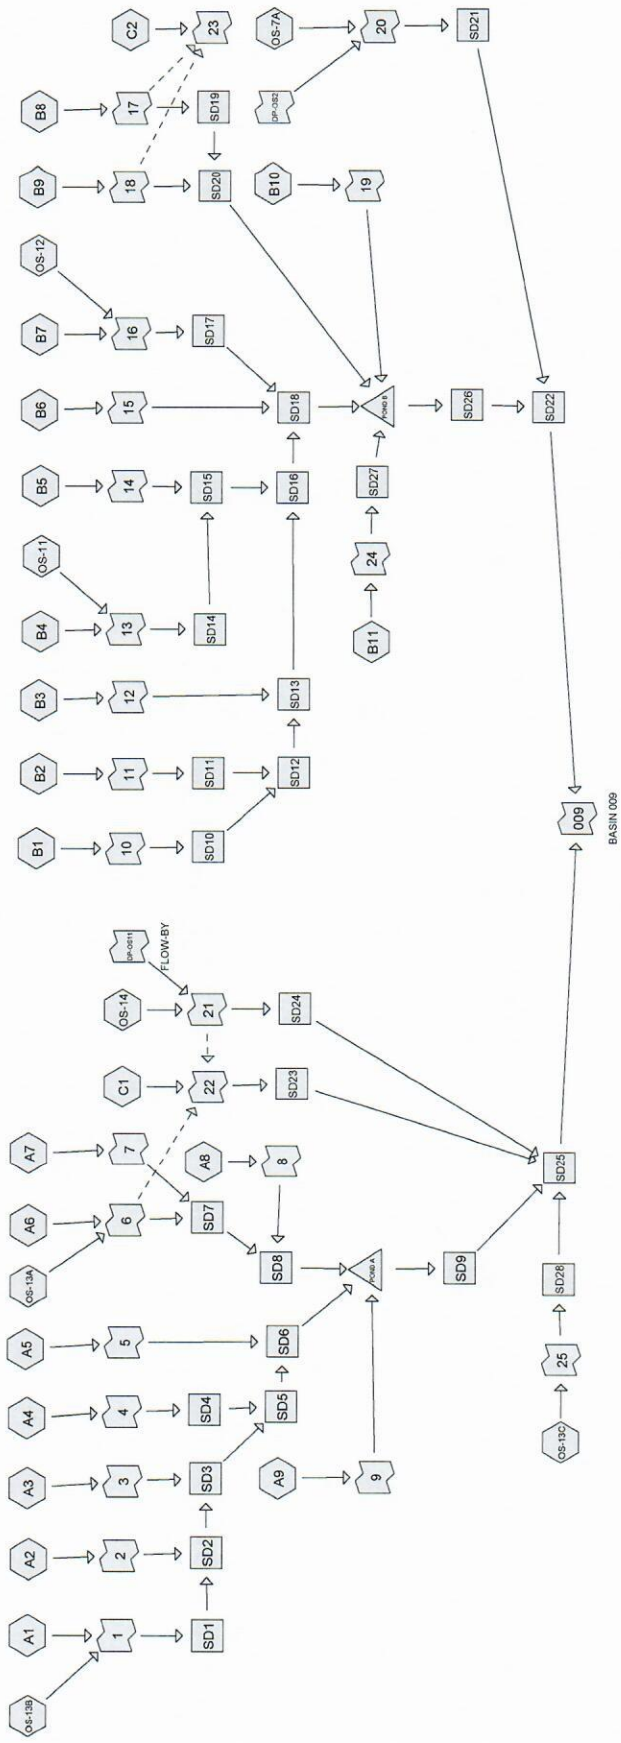 OS-13B
A1
A2
A3
A4
A5
OS-13A
A6
A7
C1
OS-14
DP-OS11
FLOW-BY
B1
B2
B3
B4
OS-11
B5
B6
B7
OS-12
B9
B8
C2
1
2
3
4
5
6
7
22
21
10
11
12
13
14
15
16
18
17
23
SD1
SD2
SD3
SD4
SD7
A8
SD10
SD11
SD14
SD15
SD17
SD20
SD19
A9
SD5
SD6
SD8
8
SD23
SD24
SD12
SD13
SD16
SD18
B10
DP-OS2
OS-7A
9
POND A
B11
24
SD27
POND B
19
20
SD9
SD26
SD21
OS-13C
25
SD28
SD25
009
SD22
BASIN 009